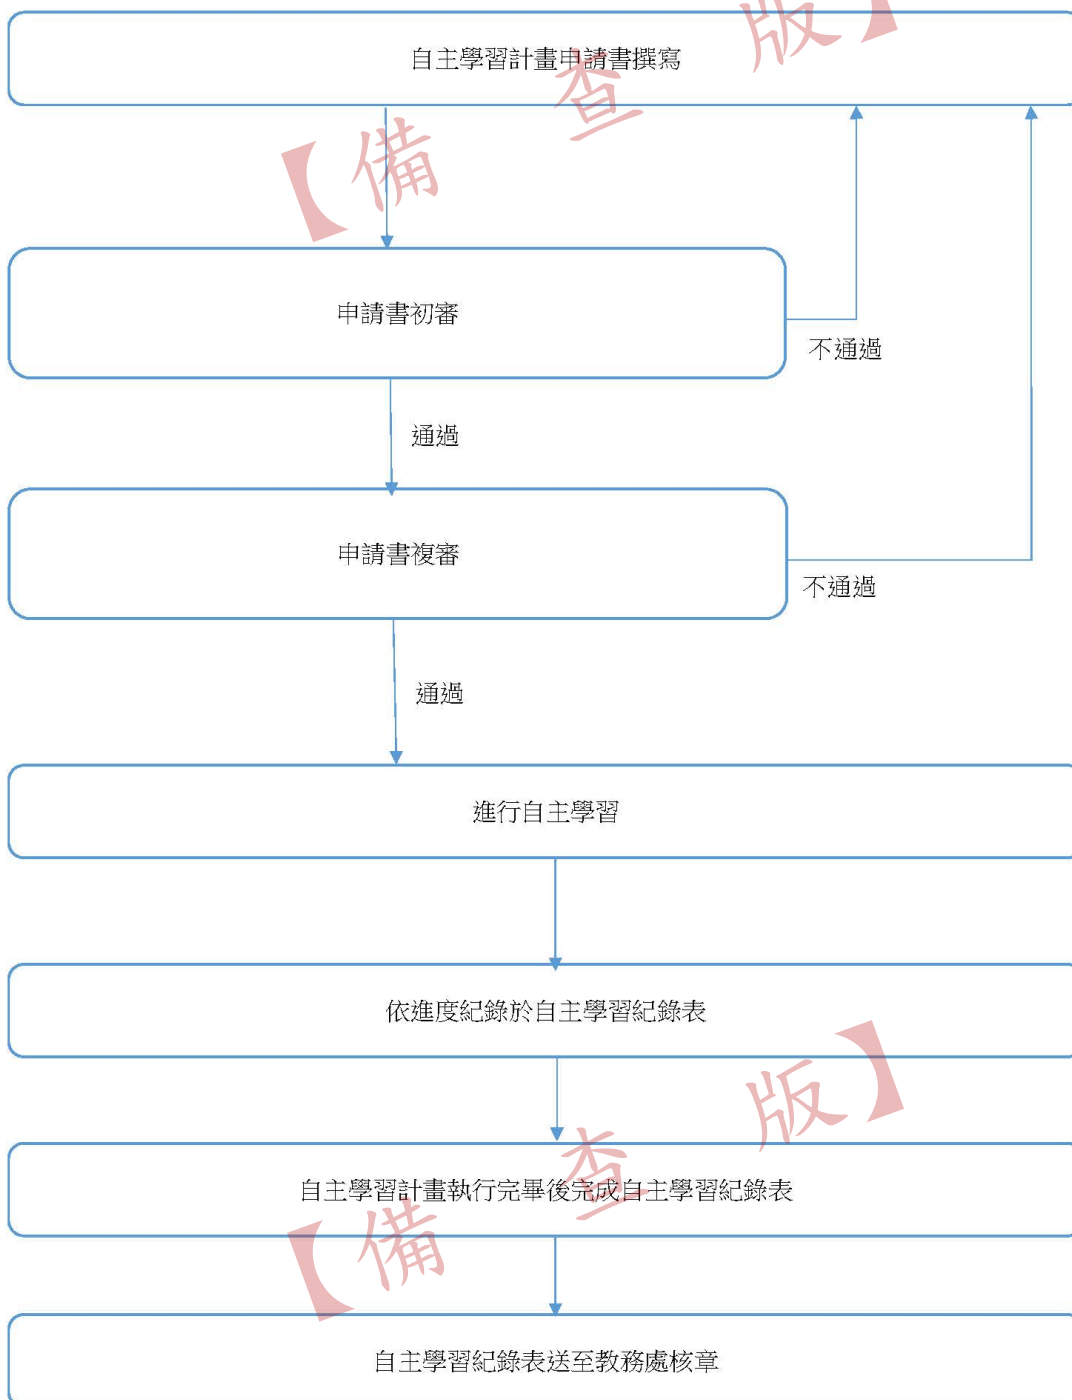 自主學習計畫申請書撰寫
【備查版】
申請書初審
不通過
通過
申請書複審
不通過
通過
進行自主學習
依進度紀錄於自主學習紀錄表
自主學習計畫執行完畢後完成自主學習紀錄表
【備查版】
自主學習紀錄表送至教務處核章